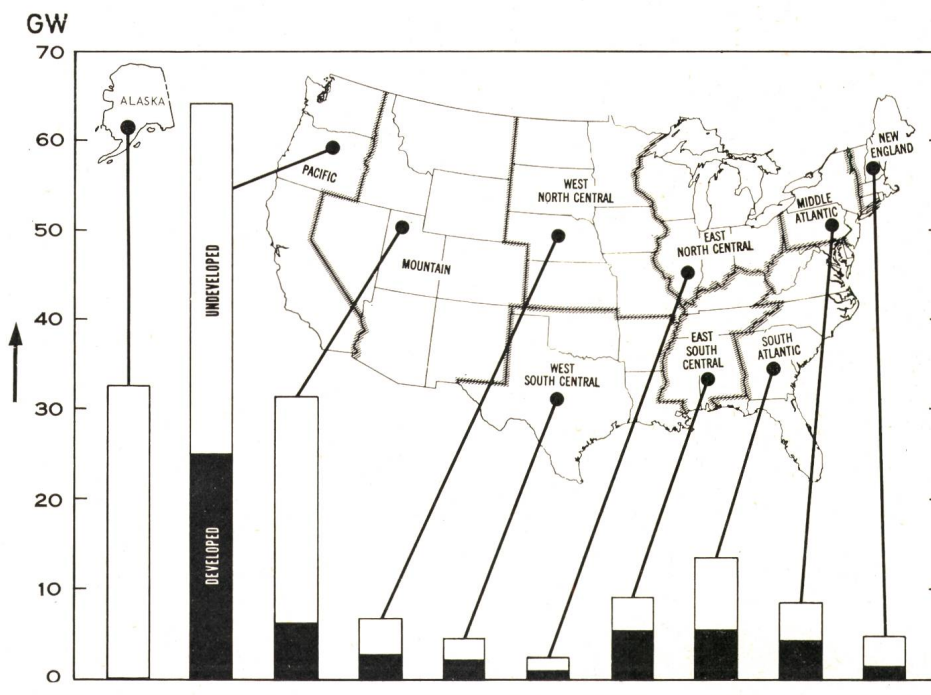 GW
70
60
50
40
30
20
10
0
ALASKA
UNDEVELOPED
DEVELOPED
PACIFIC
MOUNTAIN
WEST
NORTH CENTRAL
WEST
SOUTH CENTRAL
EAST
NORTH CENTRAL
EAST
SOUTH
CENTRAL
SOUTH
ATLANTIC
MIDDLE
ATLANTIC
NEW
ENGLAND